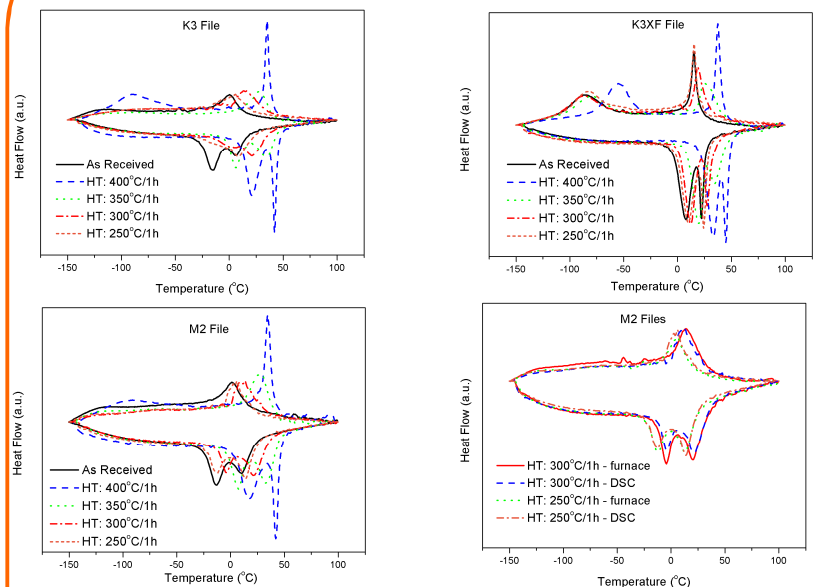 K3 File
Heat Flow (a.u.)
As Received
HT: 400°C/1h
HT: 350°C/1h
HT: 300°C/1h
HT: 250°C/1h
-150 -100 -50 0 50 100
Temperature (°C)
K3XF File
Heat Flow (a.u.)
As Received
HT: 400°C/1h
HT: 350°C/1h
HT: 300°C/1h
HT: 250°C/1h
-150 -100 -50 0 50 100
Temperature (°C)
M2 File
Heat Flow (a.u.)
As Received
HT: 400°C/1h
HT: 350°C/1h
HT: 300°C/1h
HT: 250°C/1h
-150 -100 -50 0 50 100
Temperature (°C)
M2 Files
Heat Flow (a.u.)
HT: 300°C/1h - furnace
HT: 300°C/1h - DSC
HT: 250°C/1h - furnace
HT: 250°C/1h - DSC
-150 -100 -50 0 50 100
Temperature (°C)